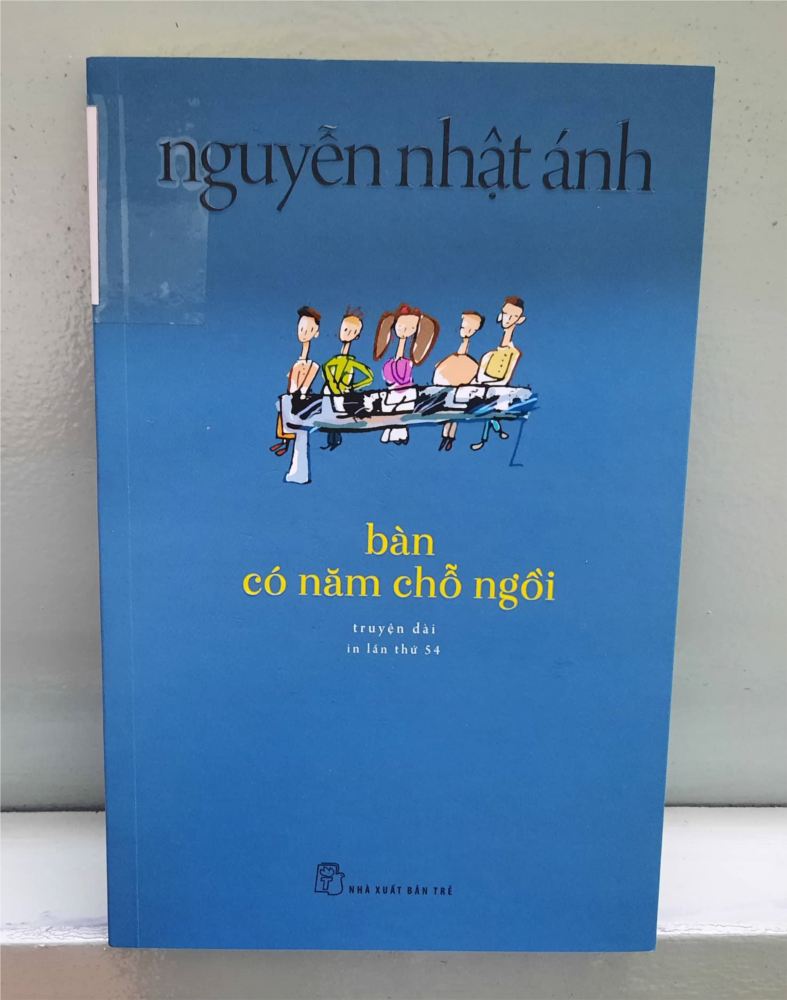 nguyễn nhật ánh
bàn
có năm chỗ ngồi
truyện dài
in lần thứ 54
NHÀ XUẤT BẢN TRẺ